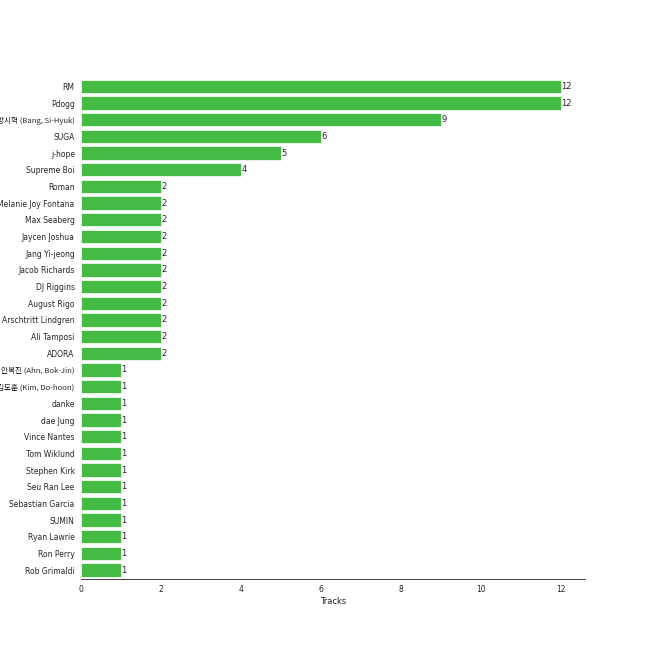 RM 12
Pdogg 12
방시혁 (Bang, Si-Hyuk) 9
SUGA 6
j-hope 5
Supreme Boi 4
Roman 2
Melanie Joy Fontana 2
Max Seaberg 2
Jaycen Joshua 2
Jang Yi-jeong 2
Jacob Richards 2
DJ Riggins 2
August Rigo 2
Arschtritt Lindgren 2
Ali Tamposi 2
ADORA 2
안복진 (Ahn, Bok-Jin) 1
김도훈 (Kim, Do-hoon) 1
danke 1
dae Jung 1
Vince Nantes 1
Tom Wiklund 1
Stephen Kirk 1
Seu Ran Lee 1
Sebastian Garcia 1
SUMIN 1
Ryan Lawrie 1
Ron Perry 1
Rob Grimaldi 1
0 2 4 6 8 10 12
Tracks